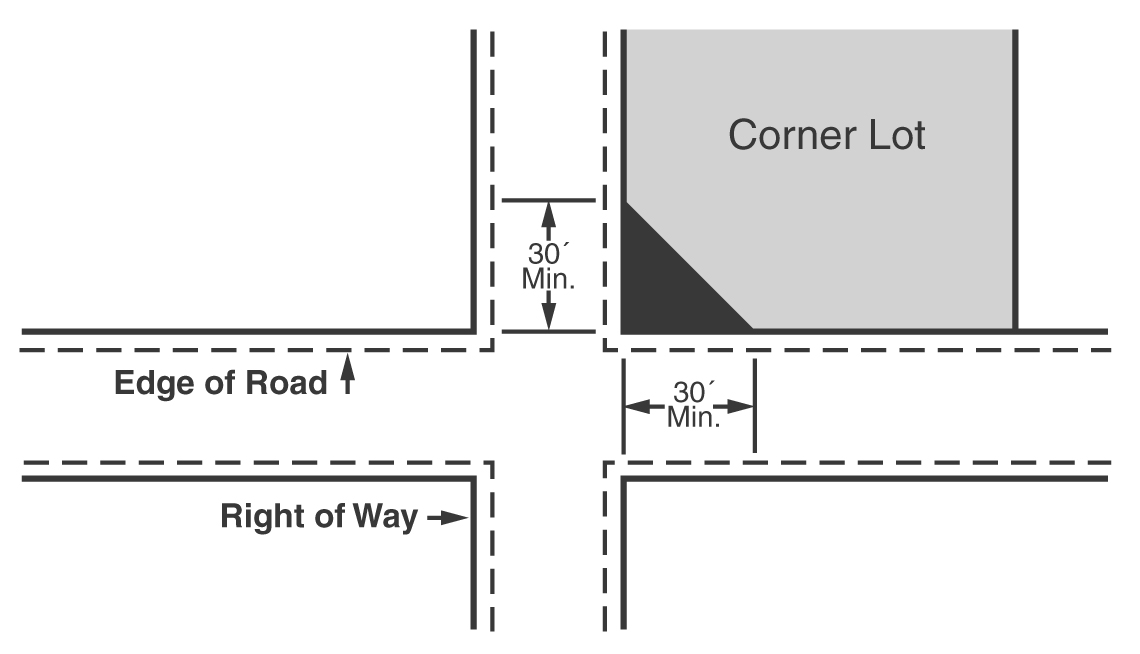 Corner Lot
30´
Min.
Edge of Road
30´
Min.
Right of Way